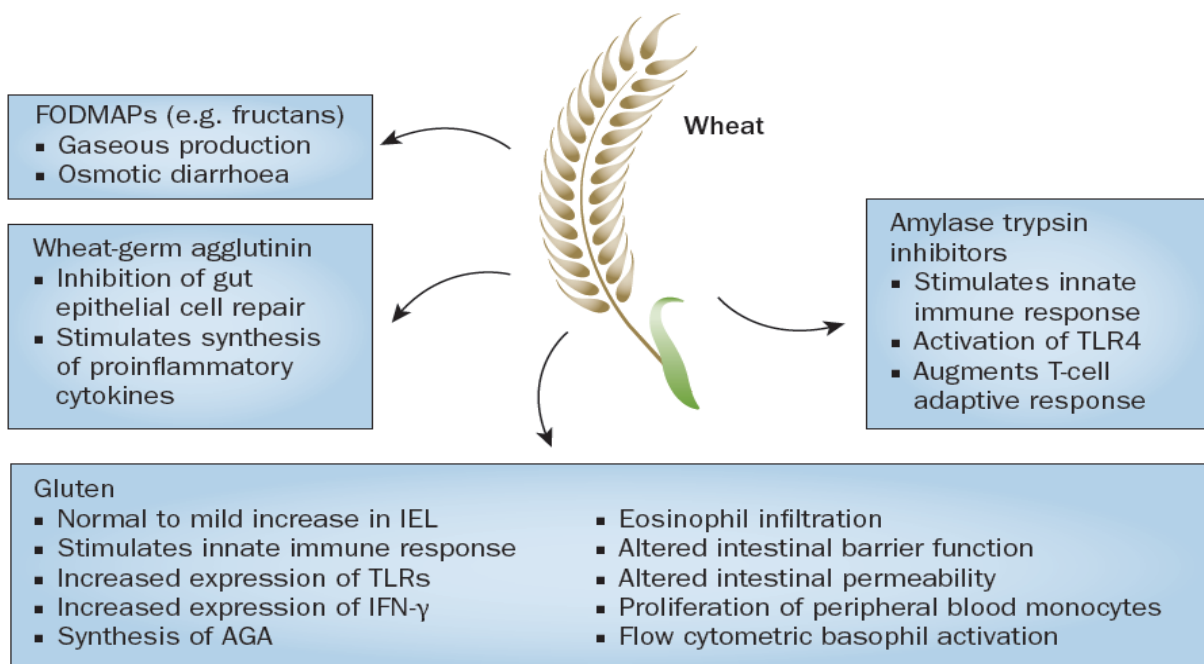 Wheat
FODMAPs (e.g. fructans)
▪ Gaseous production
▪ Osmotic diarrhoea
Wheat-germ agglutinin
▪ Inhibition of gut
epithelial cell repair
▪ Stimulates synthesis
of proinflammatory
cytokines
Amylase trypsin
inhibitors
▪ Stimulates innate
immune response
▪ Activation of TLR4
▪ Augments T-cell
adaptive response
Gluten
▪ Normal to mild increase in IEL
▪ Stimulates innate immune response
▪ Increased expression of TLRs
▪ Increased expression of IFN-γ
▪ Synthesis of AGA
▪ Eosinophil infiltration
▪ Altered intestinal barrier function
▪ Altered intestinal permeability
▪ Proliferation of peripheral blood monocytes
▪ Flow cytometric basophil activation